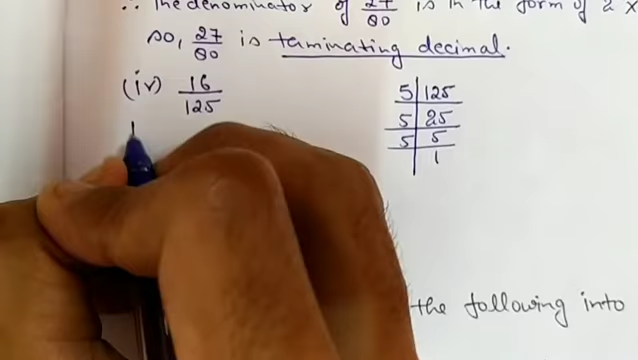 ∴ The denominator of 27/80 is in the form of 2 x
so, 27/80 is terminating decimal.
(iv) 16/125
5 | 125
5 | 25
5 | 5
1
the following into